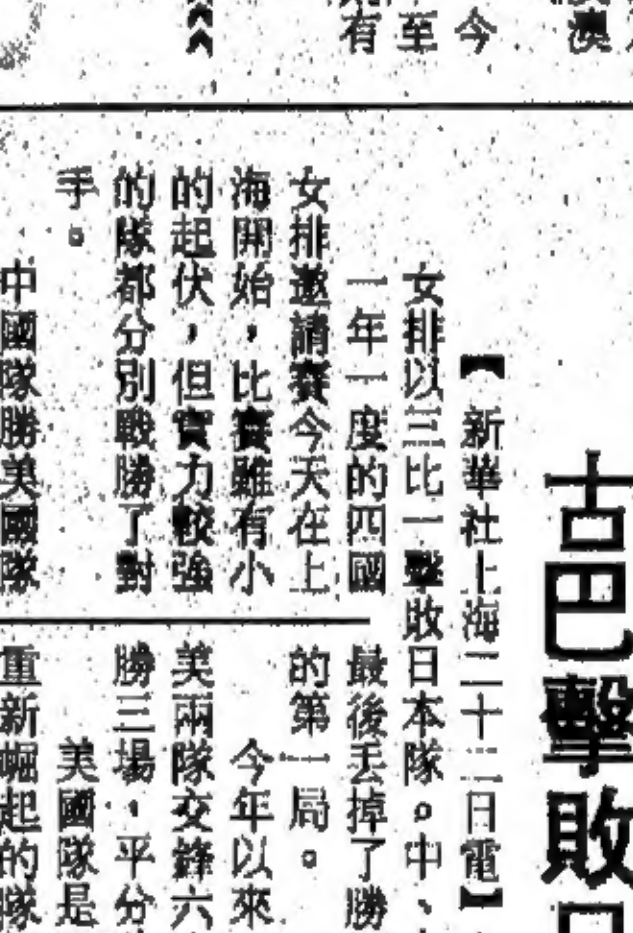 古巴擊敗日
【新華社上海二十二日電】
女排以三比一擊敗日本隊。中、
一年一度的四國
女排邀請賽今天在上
海開始，比賽雖有小
的起伏，但實力較強
的隊都分別戰勝了對
手。
中國隊勝美國隊
最後丟掉了勝
的第一局。
今年以來
美兩隊交鋒六
勝三場，平分
美國隊是
重新崛起的隊
澳
今
至
有